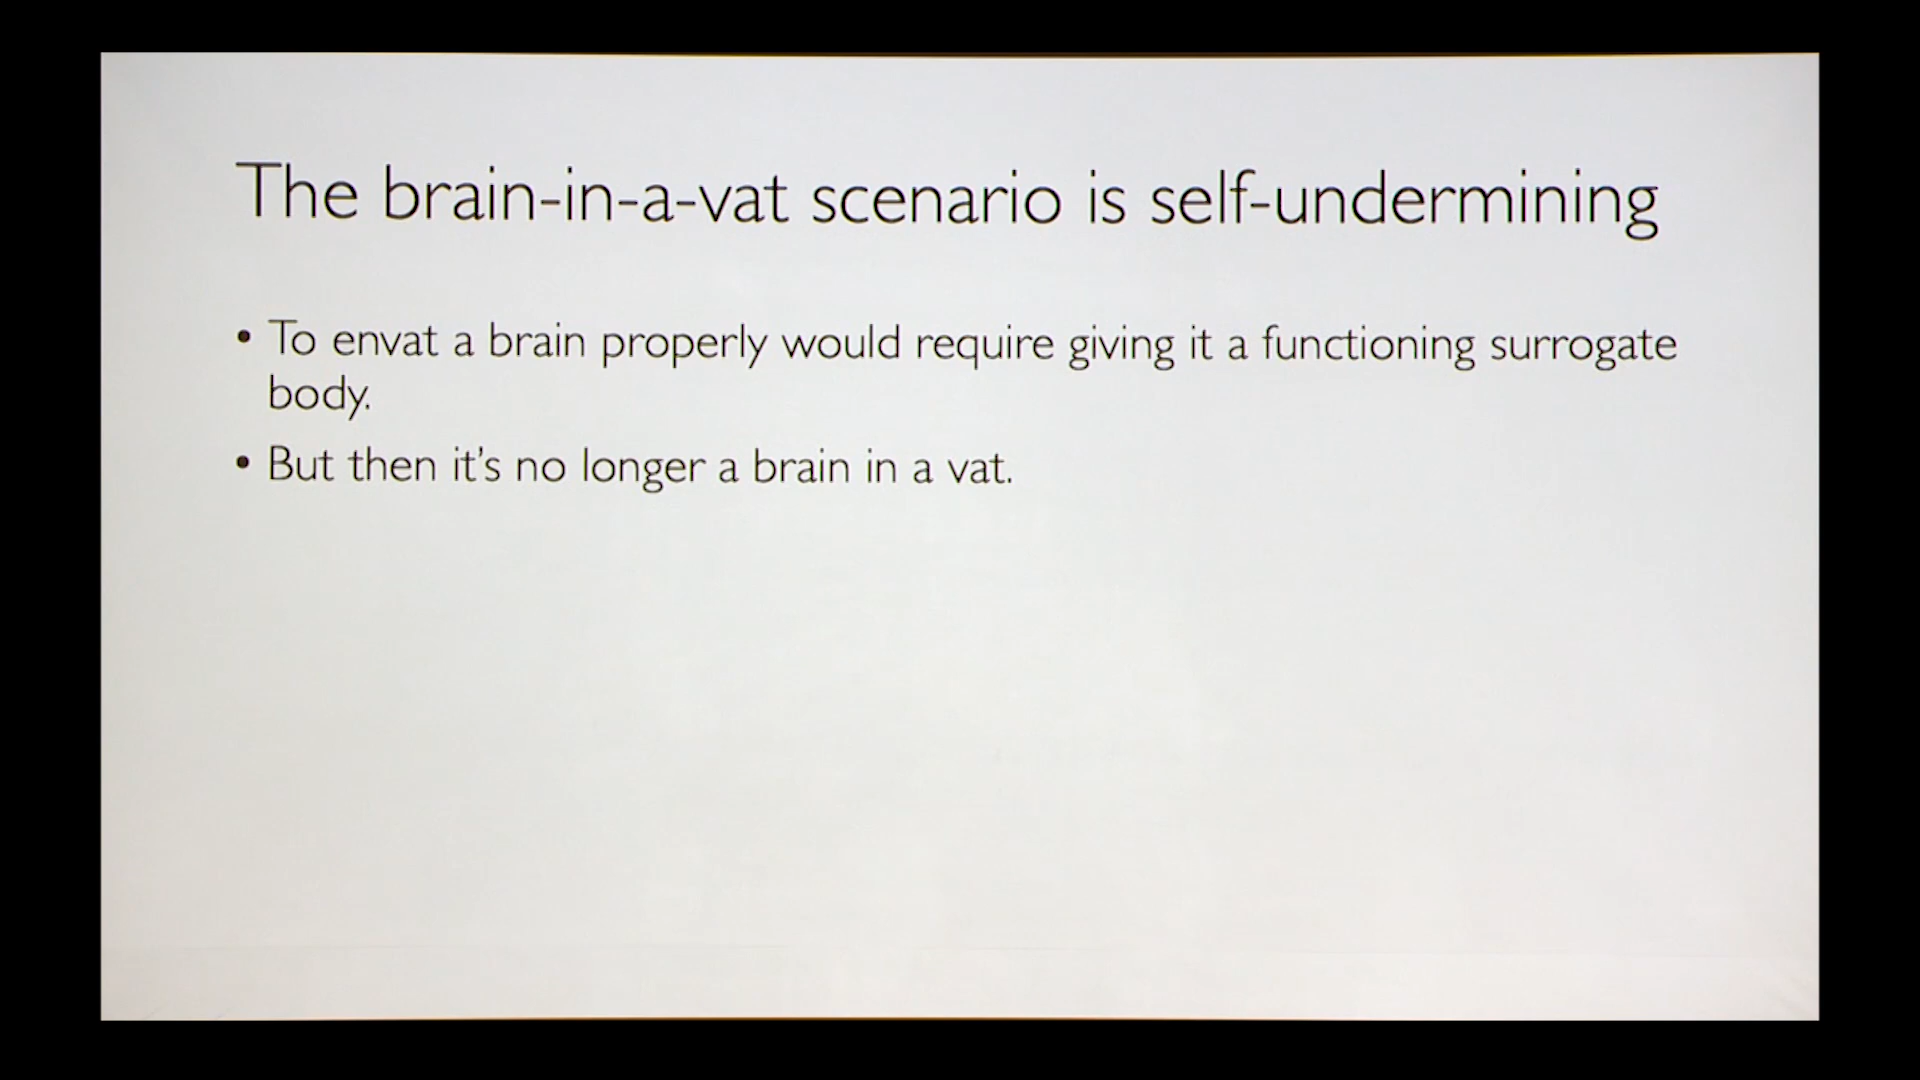 The brain-in-a-vat scenario is self-undermining
• To envat a brain properly would require giving it a functioning surrogate
body.
• But then it's no longer a brain in a vat.